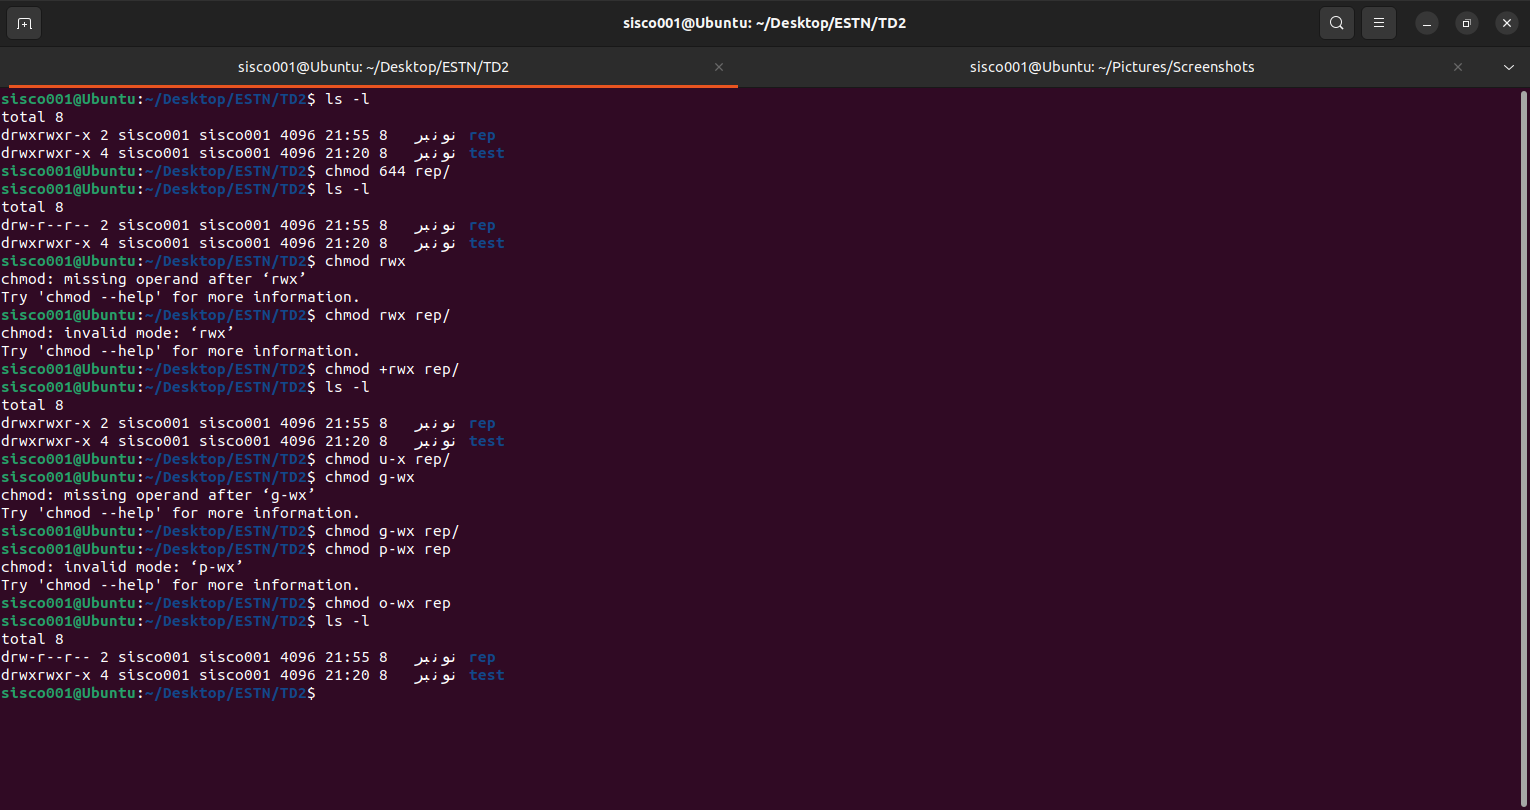 sisco001@Ubuntu: ~/Desktop/ESTN/TD2
sisco001@Ubuntu: ~/Desktop/ESTN/TD2
sisco001@Ubuntu: ~/Pictures/Screenshots
sisco001@Ubuntu:~/Desktop/ESTN/TD2$ ls -l
total 8
drwxrwxr-x 2 sisco001 sisco001 4096 21:55 8 نونبر rep
drwxrwxr-x 4 sisco001 sisco001 4096 21:20 8 نونبر test
sisco001@Ubuntu:~/Desktop/ESTN/TD2$ chmod 644 rep/
sisco001@Ubuntu:~/Desktop/ESTN/TD2$ ls -l
total 8
drw-r--r-- 2 sisco001 sisco001 4096 21:55 8 نونبر rep
drwxrwxr-x 4 sisco001 sisco001 4096 21:20 8 نونبر test
sisco001@Ubuntu:~/Desktop/ESTN/TD2$ chmod rwx
chmod: missing operand after ‘rwx’
Try 'chmod --help' for more information.
sisco001@Ubuntu:~/Desktop/ESTN/TD2$ chmod rwx rep/
chmod: invalid mode: ‘rwx’
Try 'chmod --help' for more information.
sisco001@Ubuntu:~/Desktop/ESTN/TD2$ chmod +rwx rep/
sisco001@Ubuntu:~/Desktop/ESTN/TD2$ ls -l
total 8
drwxrwxr-x 2 sisco001 sisco001 4096 21:55 8 نونبر rep
drwxrwxr-x 4 sisco001 sisco001 4096 21:20 8 نونبر test
sisco001@Ubuntu:~/Desktop/ESTN/TD2$ chmod u-x rep/
sisco001@Ubuntu:~/Desktop/ESTN/TD2$ chmod g-wx
chmod: missing operand after ‘g-wx’
Try 'chmod --help' for more information.
sisco001@Ubuntu:~/Desktop/ESTN/TD2$ chmod g-wx rep/
sisco001@Ubuntu:~/Desktop/ESTN/TD2$ chmod p-wx rep
chmod: invalid mode: ‘p-wx’
Try 'chmod --help' for more information.
sisco001@Ubuntu:~/Desktop/ESTN/TD2$ chmod o-wx rep
sisco001@Ubuntu:~/Desktop/ESTN/TD2$ ls -l
total 8
drw-r--r-- 2 sisco001 sisco001 4096 21:55 8 نونبر rep
drwxrwxr-x 4 sisco001 sisco001 4096 21:20 8 نونبر test
sisco001@Ubuntu:~/Desktop/ESTN/TD2$